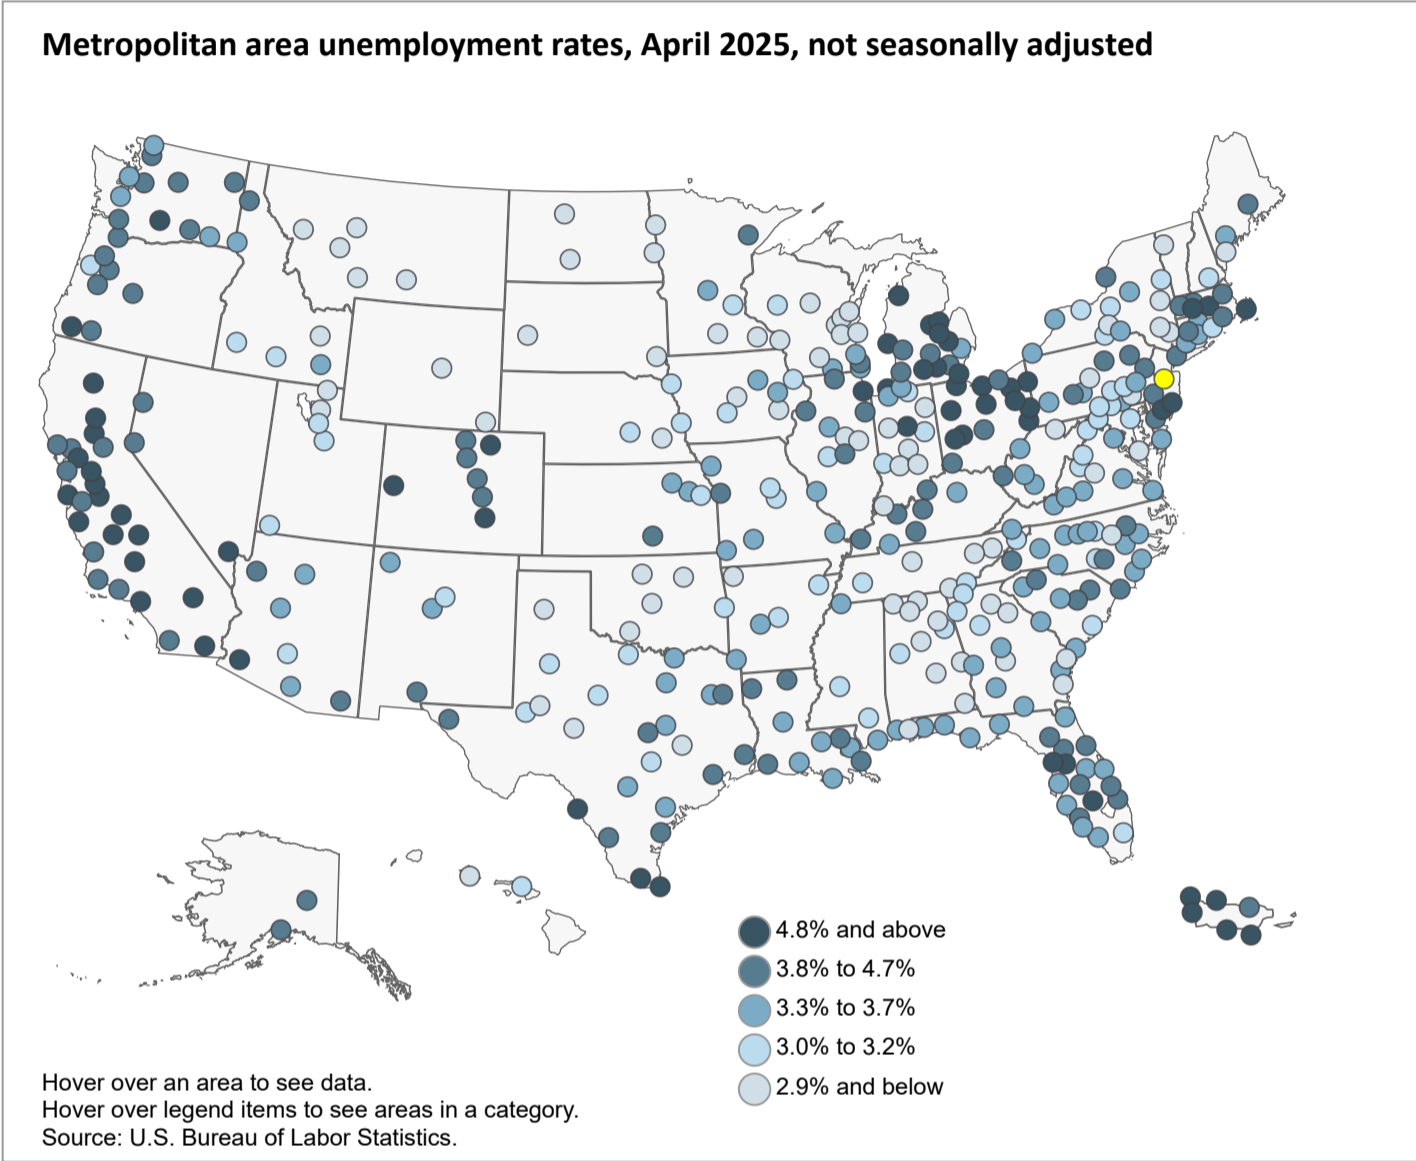 Metropolitan area unemployment rates, April 2025, not seasonally adjusted
4.8% and above
3.8% to 4.7%
3.3% to 3.7%
3.0% to 3.2%
2.9% and below
Hover over an area to see data.
Hover over legend items to see areas in a category.
Source: U.S. Bureau of Labor Statistics.